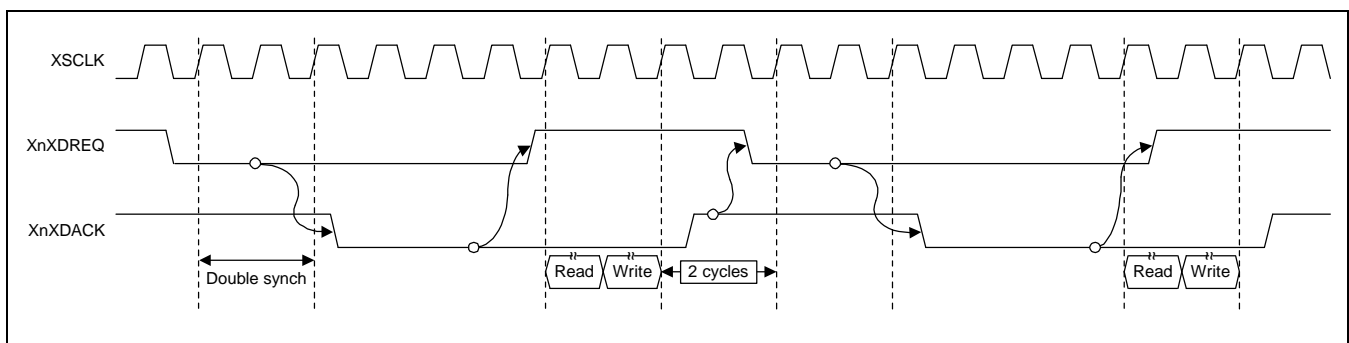 XSCLK
XnXDREQ
XnXDACK
Double synch
Read Write 2 cycles Read Write